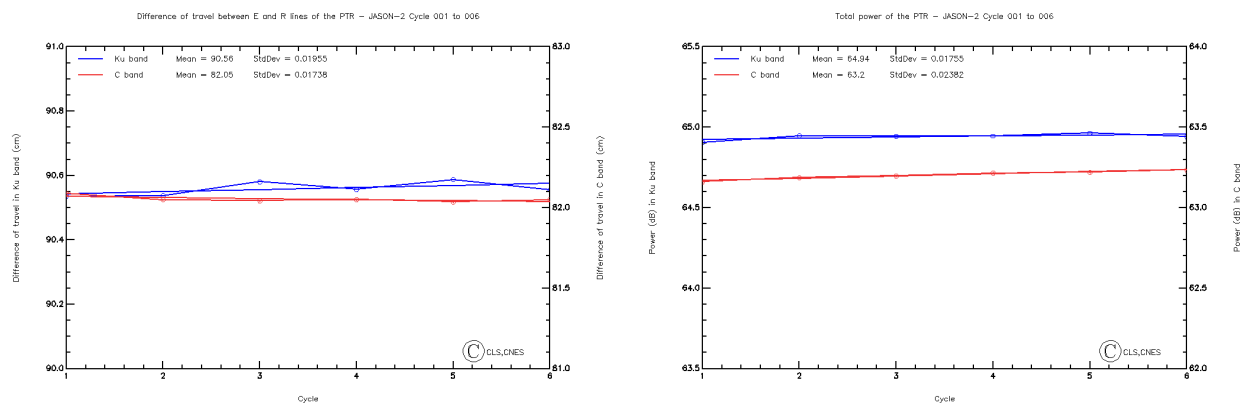 Difference of travel between E and R lines of the PTR - JASON-2 Cycle 001 to 006
91.0
90.8
90.6
90.4
90.2
90.0
Difference of travel in Ku band (cm)
Ku band Mean = 90.56 StdDev = 0.01955
C band Mean = 82.05 StdDev = 0.01738
83.0
82.5
82.0
81.5
81.0
Difference of travel in C band (cm)
© CLS,CNES
1 2 3 4 5 6
Cycle
Total power of the PTR - JASON-2 Cycle 001 to 006
65.5
65.0
64.5
64.0
63.5
Power (dB) in Ku band
Ku band Mean = 64.94 StdDev = 0.01755
C band Mean = 63.2 StdDev = 0.02382
64.0
63.5
63.0
62.5
62.0
Power (dB) in C band
© CLS,CNES
1 2 3 4 5 6
Cycle